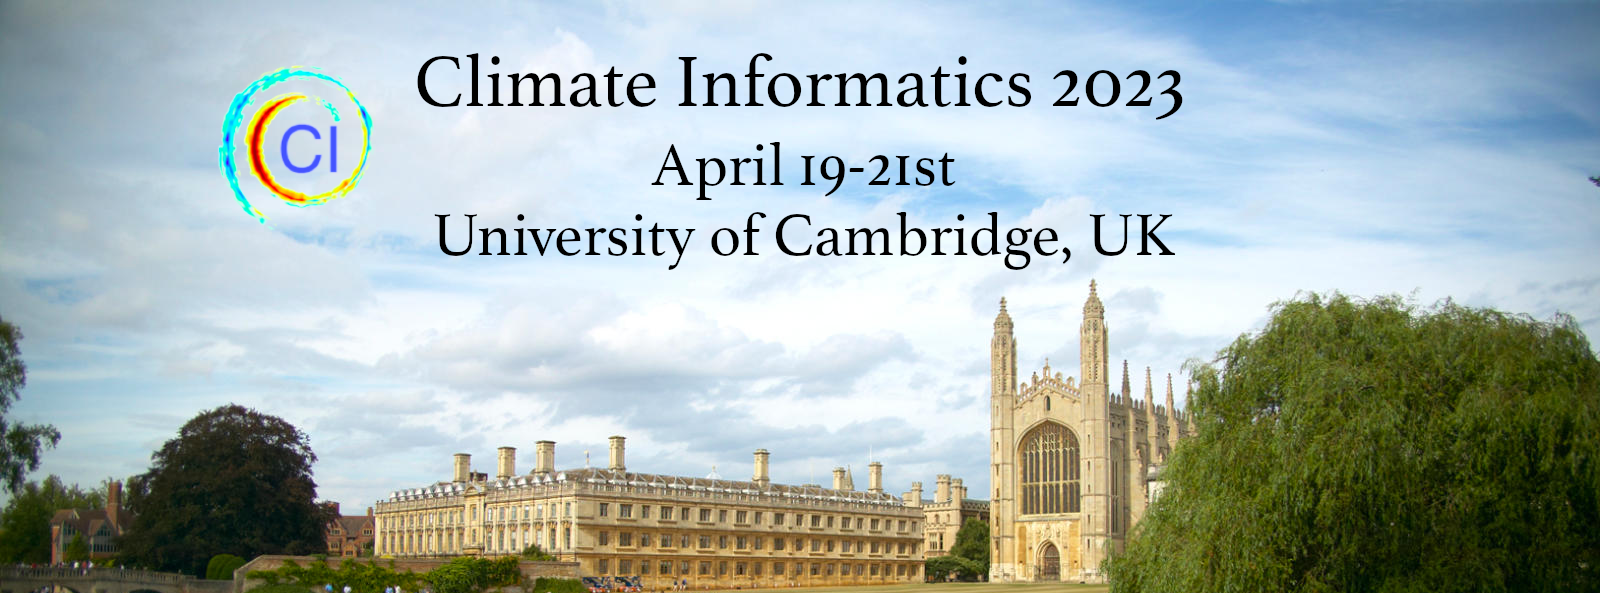 CI
Climate Informatics 2023
April 19-21st
University of Cambridge, UK